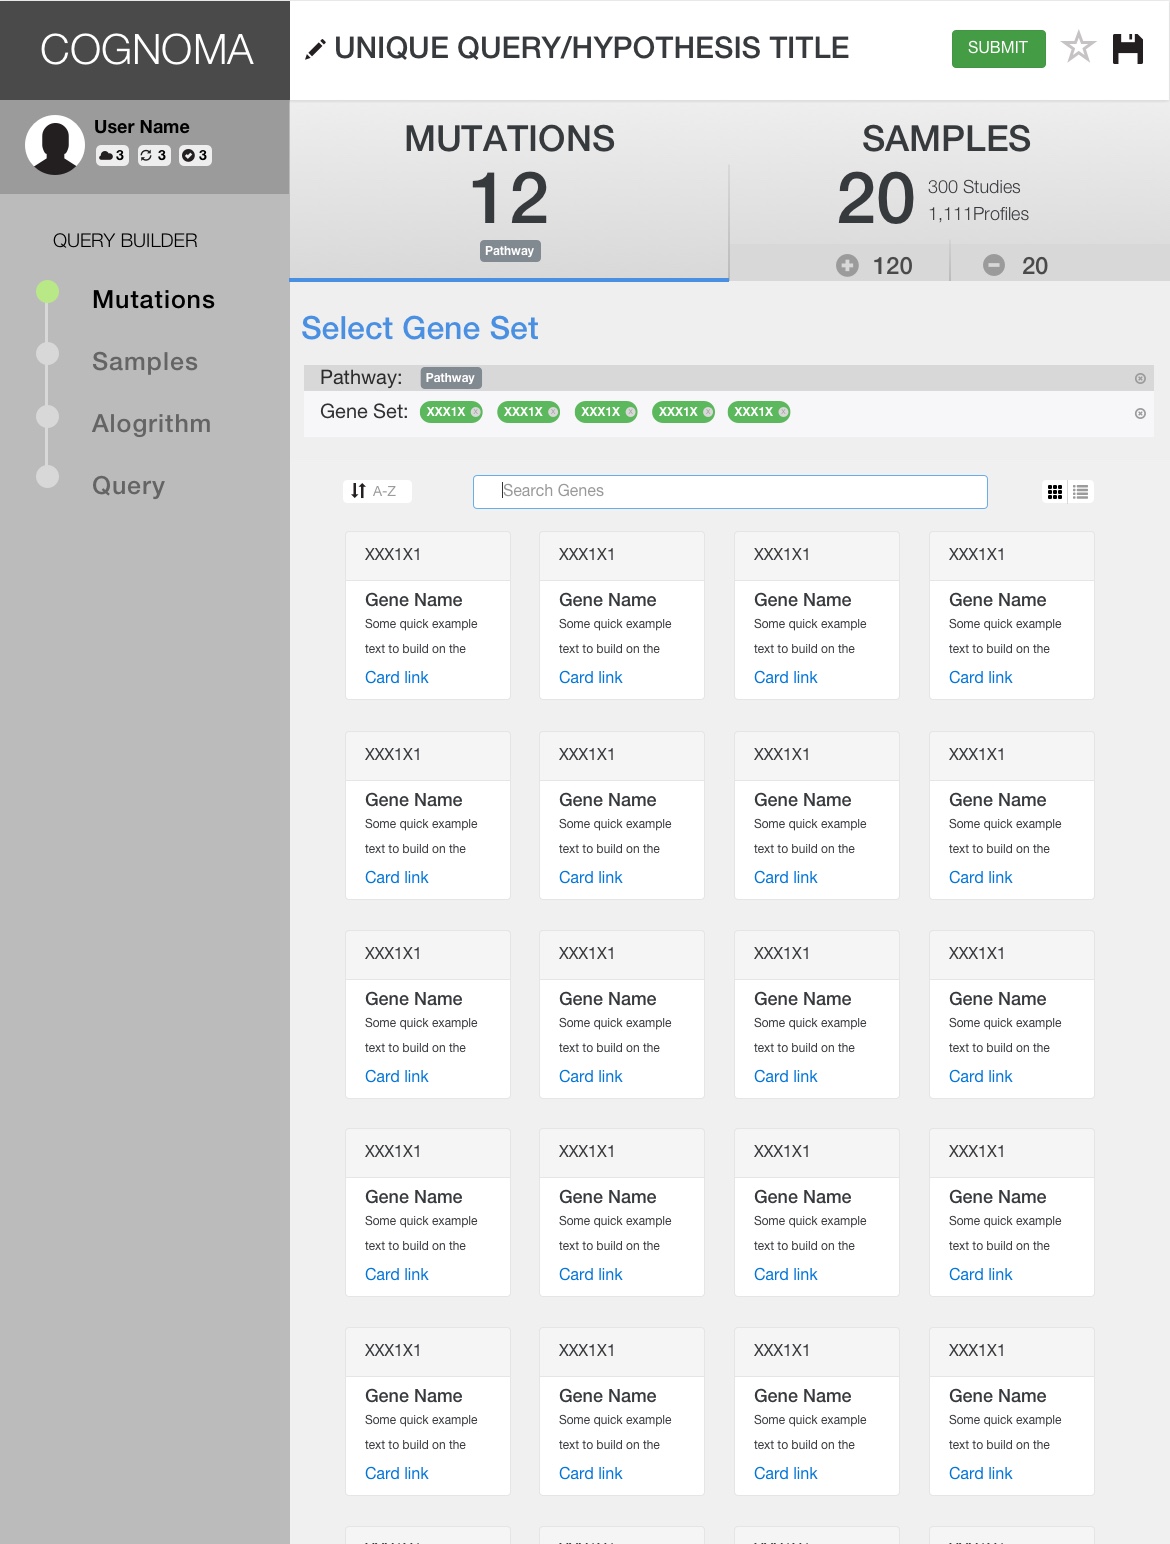 COGNOMA
UNIQUE QUERY/HYPOTHESIS TITLE
SUBMIT
User Name
3 3 3
MUTATIONS
12
Pathway
SAMPLES
20
300 Studies
1,111Profiles
120
20
QUERY BUILDER
Mutations
Samples
Alogrithm
Query
Select Gene Set
Pathway: Pathway
Gene Set: XXX1X XXX1X XXX1X XXX1X XXX1X
A-Z
Search Genes
XXX1X1 XXX1X1 XXX1X1 XXX1X1
Gene Name Gene Name Gene Name Gene Name
Some quick example Some quick example Some quick example Some quick example
text to build on the text to build on the text to build on the text to build on the
Card link Card link Card link Card link
XXX1X1 XXX1X1 XXX1X1 XXX1X1
Gene Name Gene Name Gene Name Gene Name
Some quick example Some quick example Some quick example Some quick example
text to build on the text to build on the text to build on the text to build on the
Card link Card link Card link Card link
XXX1X1 XXX1X1 XXX1X1 XXX1X1
Gene Name Gene Name Gene Name Gene Name
Some quick example Some quick example Some quick example Some quick example
text to build on the text to build on the text to build on the text to build on the
Card link Card link Card link Card link
XXX1X1 XXX1X1 XXX1X1 XXX1X1
Gene Name Gene Name Gene Name Gene Name
Some quick example Some quick example Some quick example Some quick example
text to build on the text to build on the text to build on the text to build on the
Card link Card link Card link Card link
XXX1X1 XXX1X1 XXX1X1 XXX1X1
Gene Name Gene Name Gene Name Gene Name
Some quick example Some quick example Some quick example Some quick example
text to build on the text to build on the text to build on the text to build on the
Card link Card link Card link Card link